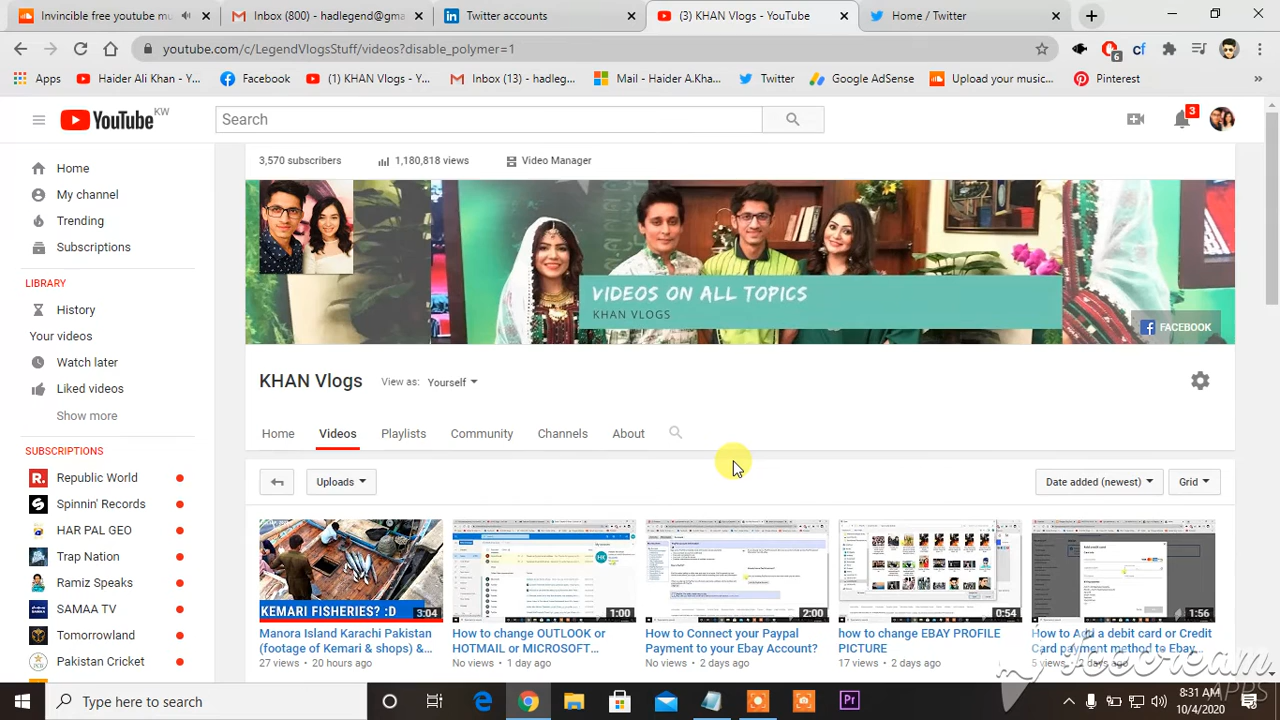 Invincible free youtube mu
Inbox (800) - hadlegend@gm
Twitter accounts
(3) KHAN Vlogs - YouTube
Home / Twitter
youtube.com/c/LegendVlogsStuff/videos?disable_polymer=1
6
Apps
Haider Ali Khan - Y...
Facebook
(1) KHAN Vlogs - Y...
Inbox (13) - hadleg...
Mail - Haider A.Kha...
Twitter
Google AdSense
Upload your music...
Pinterest
»
YouTube KW
Search
3
Home
My channel
Trending
Subscriptions
LIBRARY
History
Your videos
Watch later
Liked videos
Show more
SUBSCRIPTIONS
Republic World
Spinnin' Records
HAR PAL GEO
Trap Nation
Ramiz Speaks
SAMAA TV
Tomorrowland
Pakistan Cricket
3,570 subscribers
1,180,818 views
Video Manager
VIDEOS ON ALL TOPICS
KHAN VLOGS
FACEBOOK
KHAN Vlogs
View as: Yourself
Home
Videos
Playlists
Community
Channels
About
Uploads
Date added (newest)
Grid
KEMARI FISHERIES? :D
3:04
Manora Island Karachi Pakistan
(footage of Kemari & shops) &...
27 views • 20 hours ago
1:00
How to change OUTLOOK or
HOTMAIL or MICROSOFT...
No views • 1 day ago
2:00
How to Connect your Paypal
Payment to your Ebay Account?
No views • 2 days ago
0:54
how to change EBAY PROFILE
PICTURE
17 views • 2 days ago
1:56
How to Add a debit card or Credit
Card payment method to Ebay...
5 views • 2 days ago
Icecream
Apps
Type here to search
Pr
:31 AM
10/4/2020